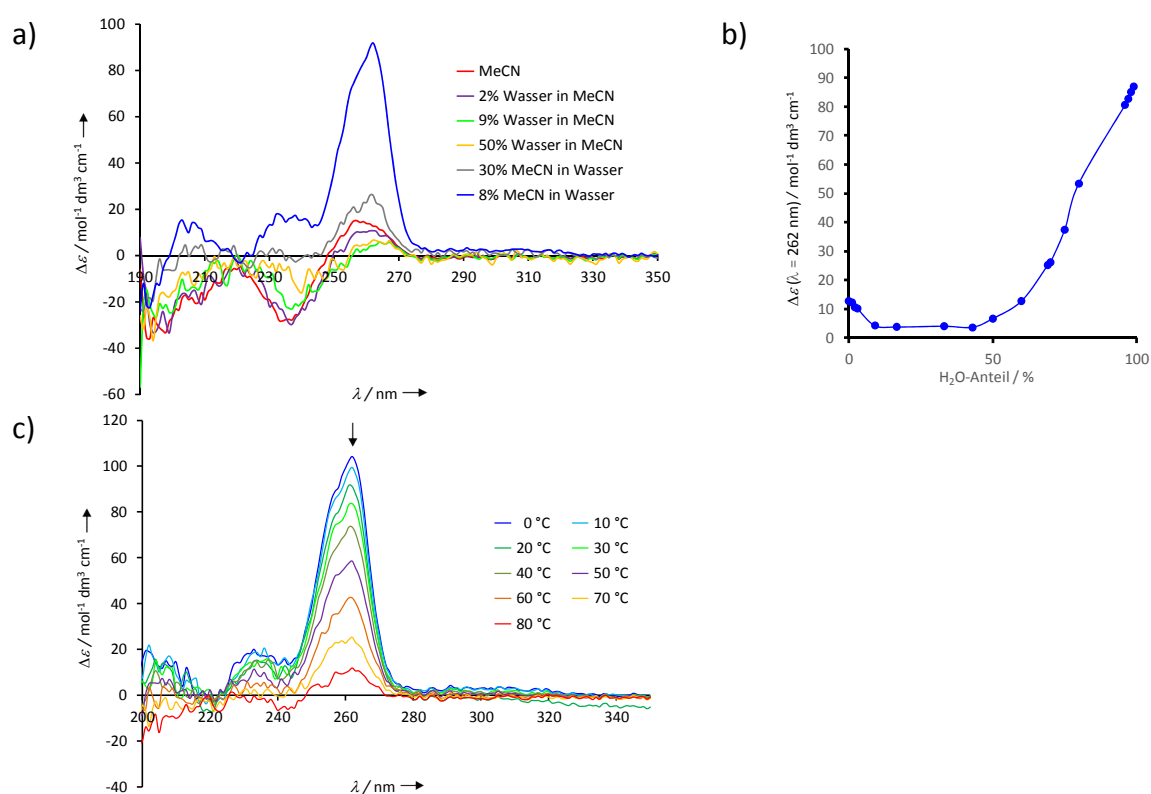 a)
Δε / mol⁻¹ dm³ cm⁻¹ →
100
80
60
40
20
0
-20
-40
-60
190 210 230 250 270 290 310 330 350
λ / nm →
MeCN
2% Wasser in MeCN
9% Wasser in MeCN
50% Wasser in MeCN
30% MeCN in Wasser
8% MeCN in Wasser
b)
Δε (λ = 262 nm) / mol⁻¹ dm³ cm⁻¹
100
90
80
70
60
50
40
30
20
10
0
0 50 100
H₂O-Anteil / %
c)
Δε / mol⁻¹ dm³ cm⁻¹ →
120
100
80
60
40
20
0
-20
-40
200 220 240 260 280 300 320 340
λ / nm →
0 °C 10 °C
20 °C 30 °C
40 °C 50 °C
60 °C 70 °C
80 °C